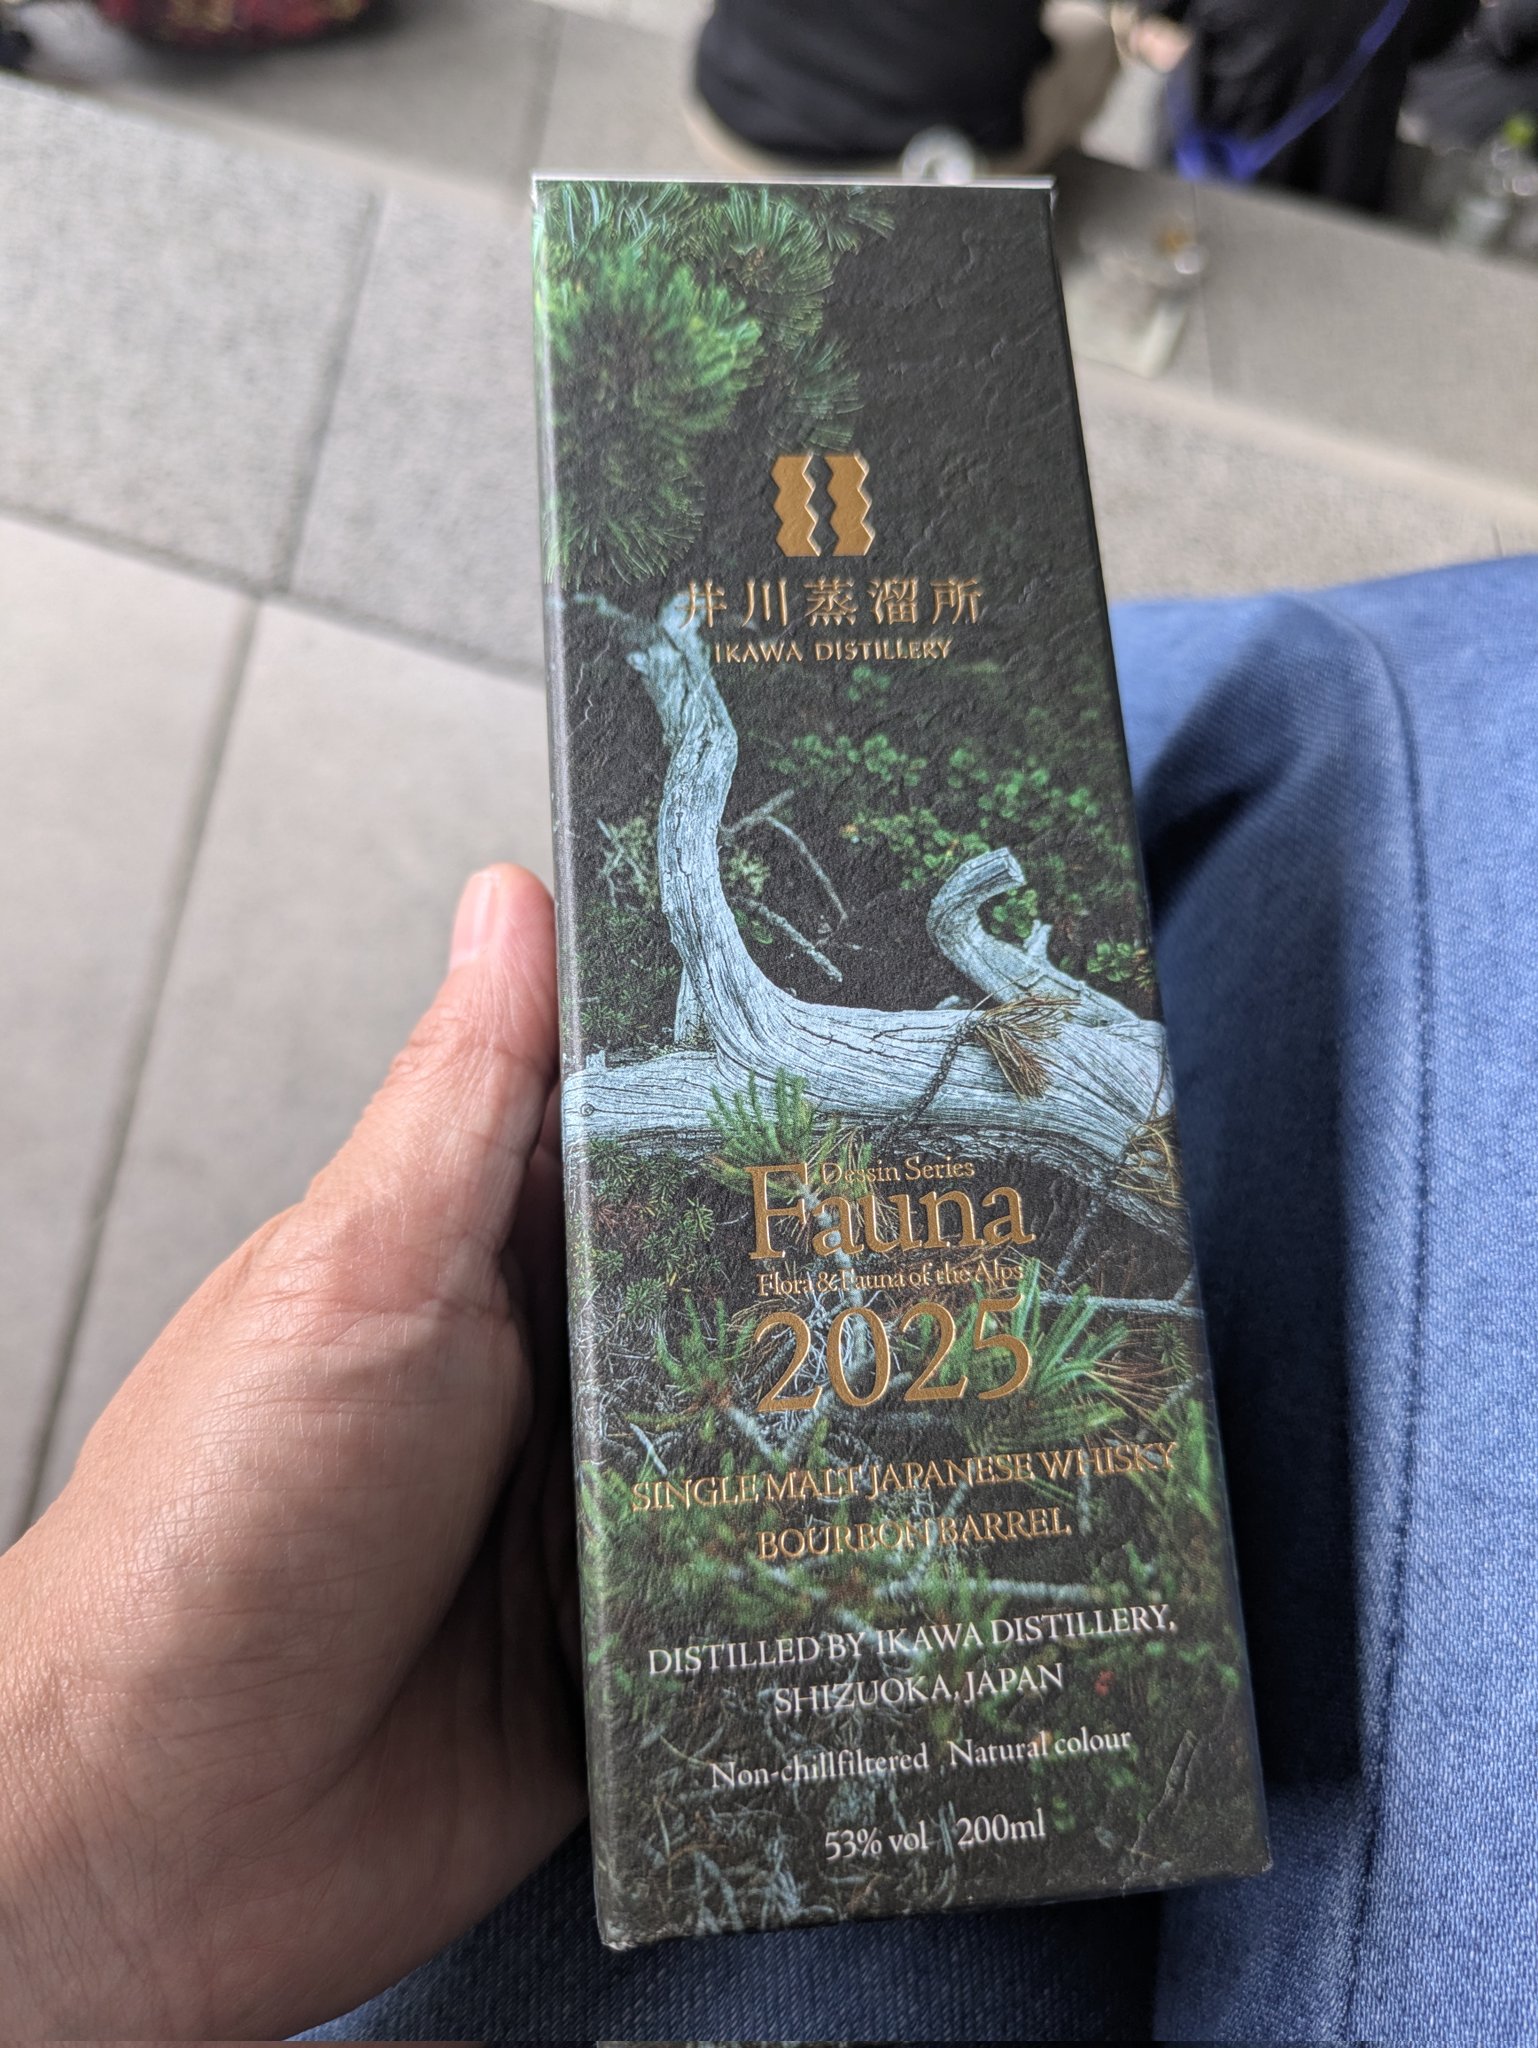 井川蒸溜所
IKAWA DISTILLERY
Dessin Series
Fauna
Flora & Fauna of the Alps
2025
SINGLE MALT JAPANESE WHISKY
BOURBON BARREL
DISTILLED BY IKAWA DISTILLERY,
SHIZUOKA, JAPAN
Non-chillfiltered Natural colour
53% vol 200ml